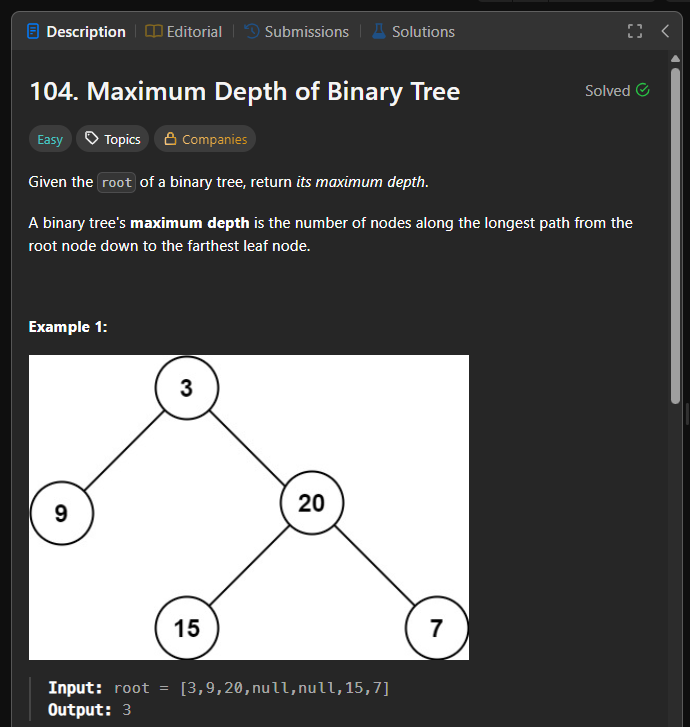 Description Editorial Submissions Solutions
104. Maximum Depth of Binary Tree Solved
Easy Topics Companies
Given the root of a binary tree, return its maximum depth.
A binary tree's maximum depth is the number of nodes along the longest path from the
root node down to the farthest leaf node.
Example 1:
3
9
20
15
7
Input: root = [3,9,20,null,null,15,7]
Output: 3